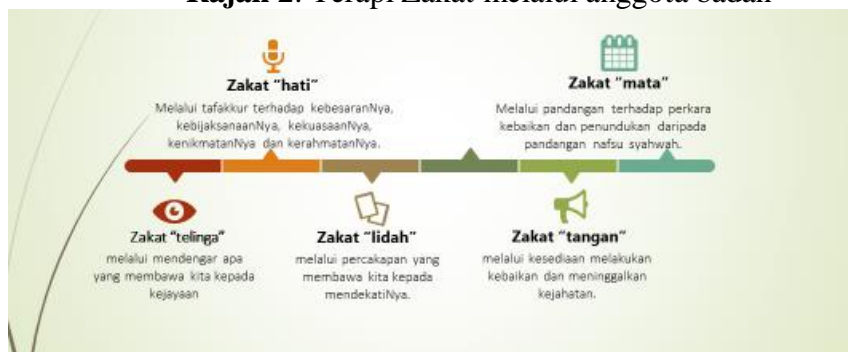 Rajah 2: Terapi Zakat melalui anggota badan
Zakat "hati"
Melalui tafakkur terhadap kebesaranNya,
kebijaksanaanNya, kekuasaanNya,
kenikmatanNya dan kerahmatanNya.
Zakat "mata"
Melalui pandangan terhadap perkara
kebaikan dan penundukan daripada
pandangan nafsu syahwah.
Zakat "telinga"
melalui mendengar apa
yang membawa kita kepada
kejayaan
Zakat "lidah"
melalui percakapan yang
membawa kita kepada
mendekatiNya.
Zakat "tangan"
melalui kesediaan melakukan
kebaikan dan meninggalkan
kejahatan.